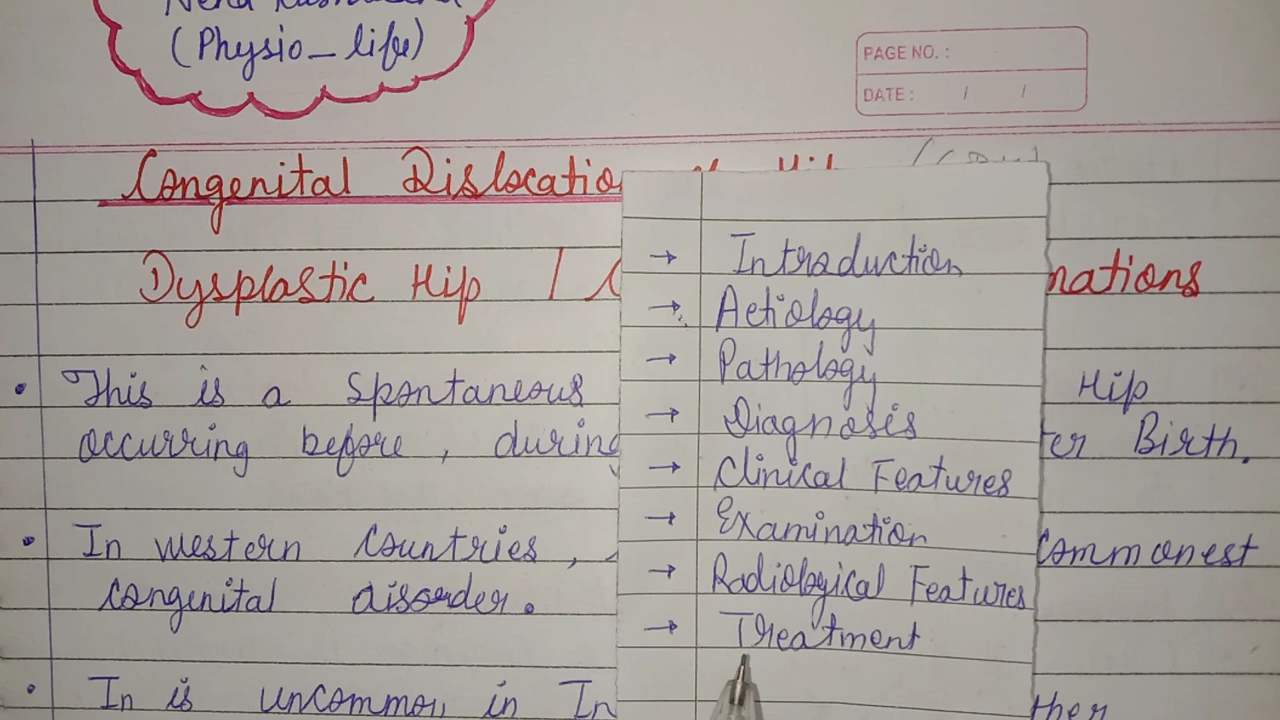 (Physio_life)
PAGE NO. :
DATE : / /
Congenital Dislocation
Dysplastic Hip / nations
• This is a Spontaneous Hip
occurring before, during ter Birth.
• In western Countries, Commonest
congenital disorder.
• In is uncommon in In ther
→ Introduction
→ Aetiology
→ Pathology
→ Diagnosis
→ Clinical Features
→ Examination
→ Radiological Features
→ Treatment